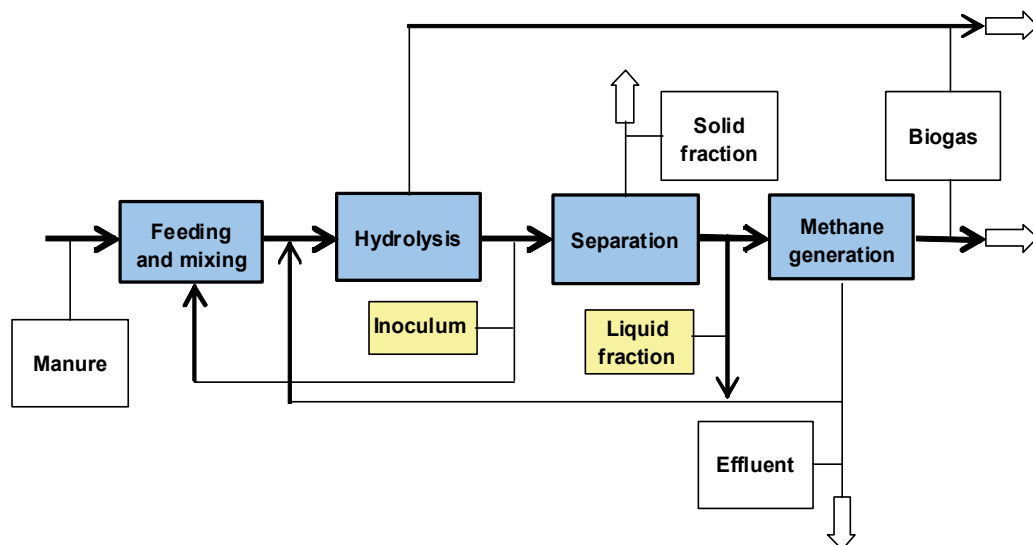 Solid
fraction
Biogas
Feeding
and mixing
Hydrolysis
Separation
Methane
generation
Inoculum
Liquid
fraction
Manure
Effluent